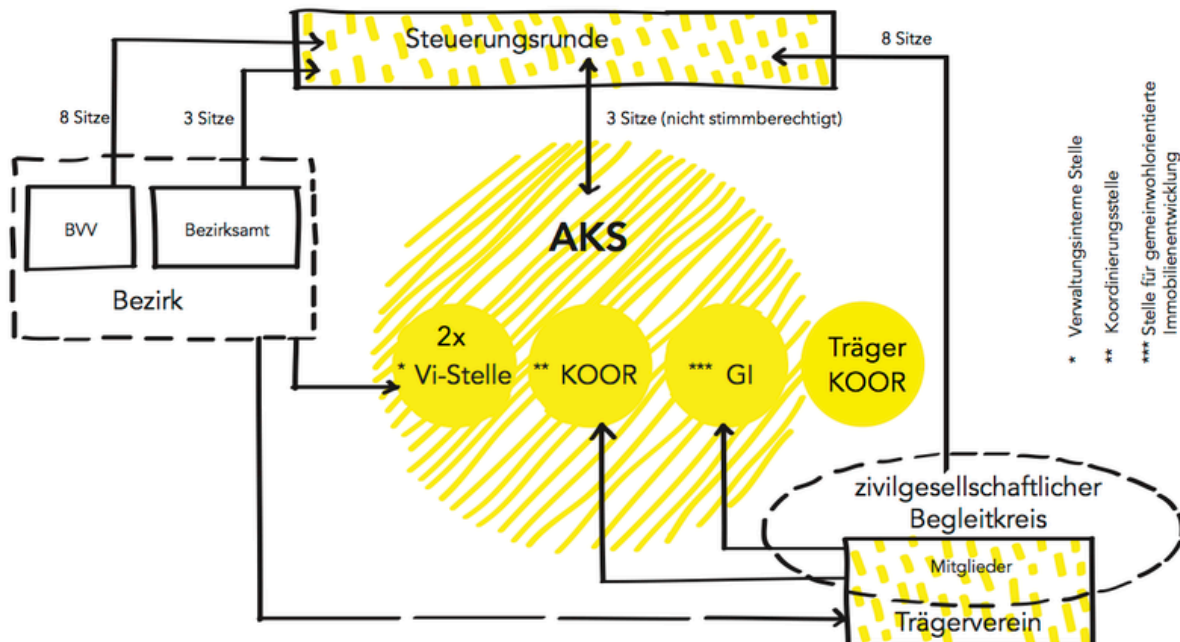 Steuerungsrunde
8 Sitze
8 Sitze
3 Sitze
3 Sitze (nicht stimmberechtigt)
BVV
Bezirksamt
Bezirk
AKS
2x
* Vi-Stelle
** KOOR
*** GI
Träger
KOOR
zivilgesellschaftlicher
Begleitkreis
Mitglieder
Trägerverein
* Verwaltungsinterne Stelle
** Koordinierungsstelle
*** Stelle für gemeinwohlorientierte
Immobilienentwicklung